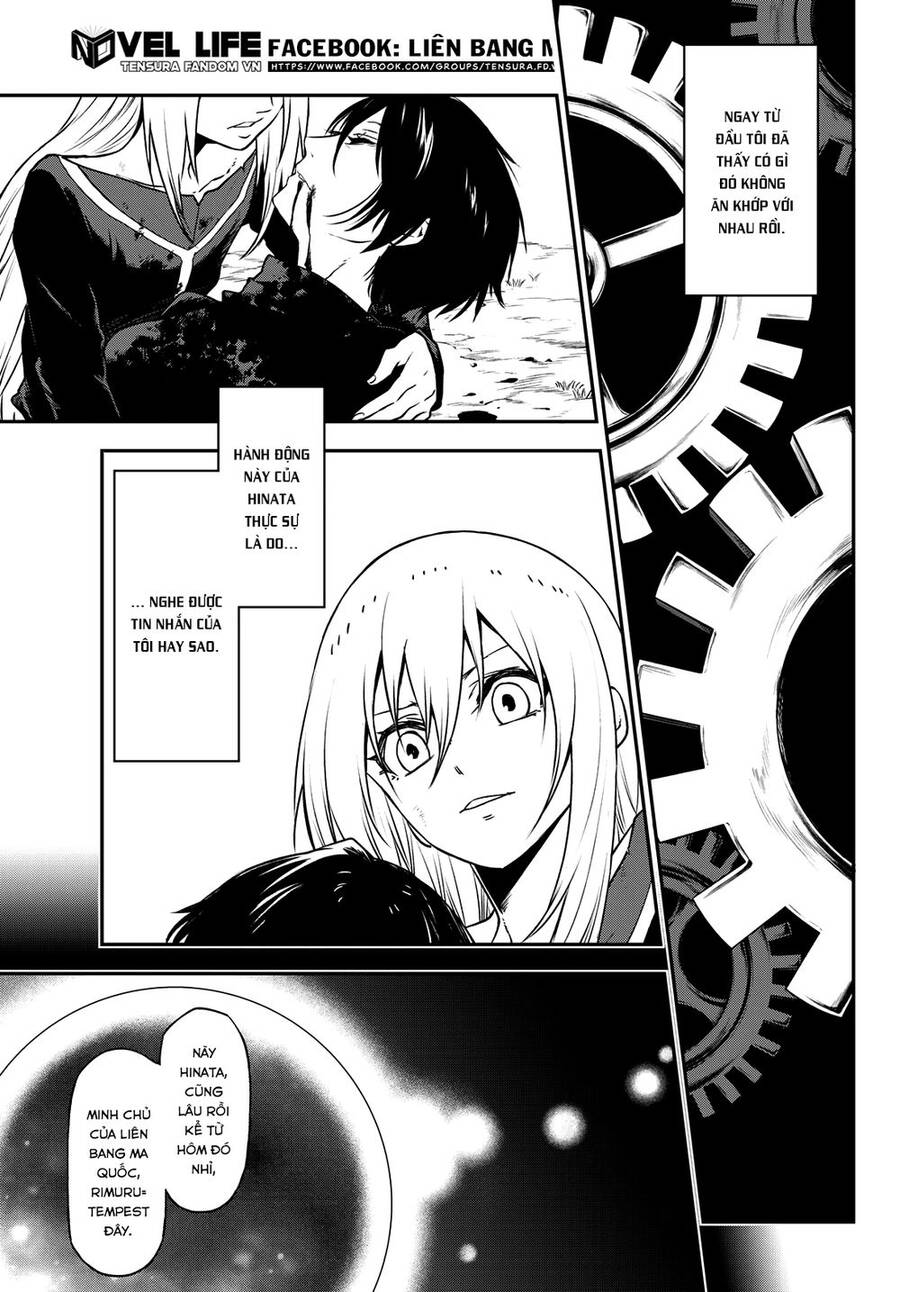 NOVEL LIFE
TENSURA FANDOM VN
FACEBOOK: LIÊN BANG M
HTTPS://WWW.FACEBOOK.COM/GROUPS/TENSURA.FD.V
NGAY TỪ
ĐẦU TÔI ĐÃ
THẤY CÓ GÌ
ĐÓ KHÔNG
ĂN KHỚP VỚI
NHAU RỒI.
HÀNH ĐỘNG
NÀY CỦA
HINATA
THỰC SỰ
LÀ DO...
... NGHE ĐƯỢC
TIN NHẮN CỦA
TÔI HAY SAO.
NÀY
HINATA,
CŨNG
LÂU RỒI
KỂ TỪ
HÔM ĐÓ
NHỈ,
MINH CHỦ
CỦA LIÊN
BANG MA
QUỐC,
RIMURU=
TEMPEST
ĐÂY.